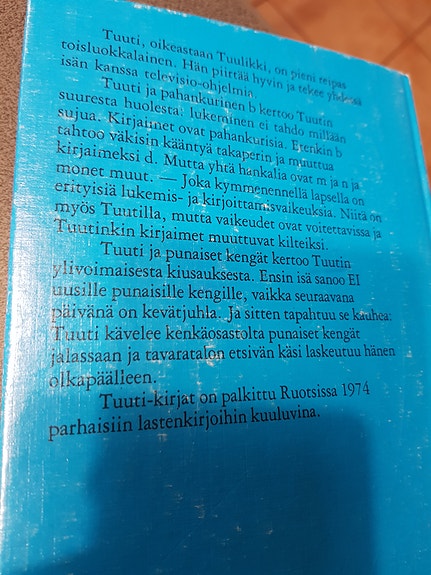 Tuuti, oikeastaan Tuulikki, on pieni reipas
toisluokkalainen. Hän piirtää hyvin ja tekee yhdessä
isän kanssa televisio-ohjelmin.
Tuuti ja pahankurinen b kertoo Tuutin
suuresta huolesta: lukeminen ei tahdo millään
sujua. Kirjaimet ovat pahankurisia. Etenkin b
tahtoo väkisin kääntyä takaperin ja muuttua
kirjaimeksi d. Mutta yhtä hankalia ovat m ja n ja
monet muut. — Joka kymmenennellä lapsella on
erityisiä lukemis- ja kirjoittamisvaikeuksia. Niitä on
myös Tuutilla, mutta vaikeudet ovat voitettavissa ja
Tuutinkin kirjaimet muuttuvat kilteiksi.
Tuuti ja punaiset kengät kertoo Tuutin
ylivoimaisesta kiusauksesta. Ensin isä sanoo EI
uusille punaisille kengille, vaikka seuraavana
päivänä on kevätjuhla. Ja sitten tapahtuu se kauhea:
Tuuti kävelee kenkäosastolta punaiset kengät
jalassaan ja tavaratalon etsivän käsi laskeutuu hänen
olkapäälleen.
Tuuti-kirjat on palkittu Ruotsissa 1974
parhaisiin lastenkirjoihin kuuluvina.